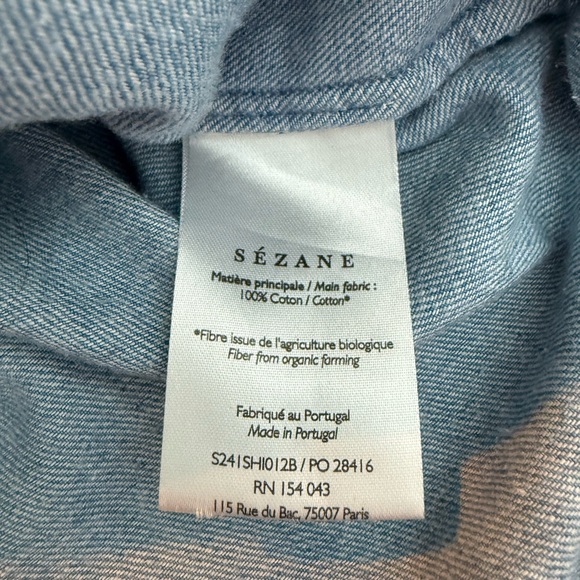 SÉZANE
Matière principale / Main fabric :
100% Coton / Cotton*
*Fibre issue de l'agriculture biologique
Fiber from organic farming
Fabriqué au Portugal
Made in Portugal
S241SHI012B / PO 28416
RN 154 043
115 Rue du Bac, 75007 Paris